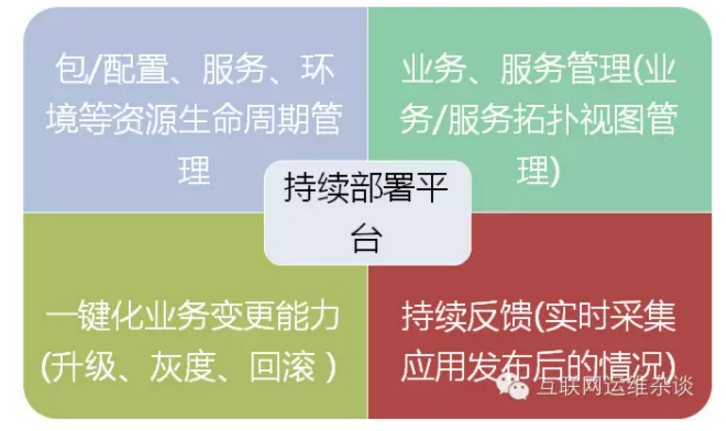 包/配置、服务、环
境等资源生命周期管
理
业务、服务管理(业
务/服务拓扑视图管
理)
持续部署平
台
一键化业务变更能力
(升级、灰度、回滚 )
持续反馈(实时采集
应用发布后的情况)
互联网运维杂谈